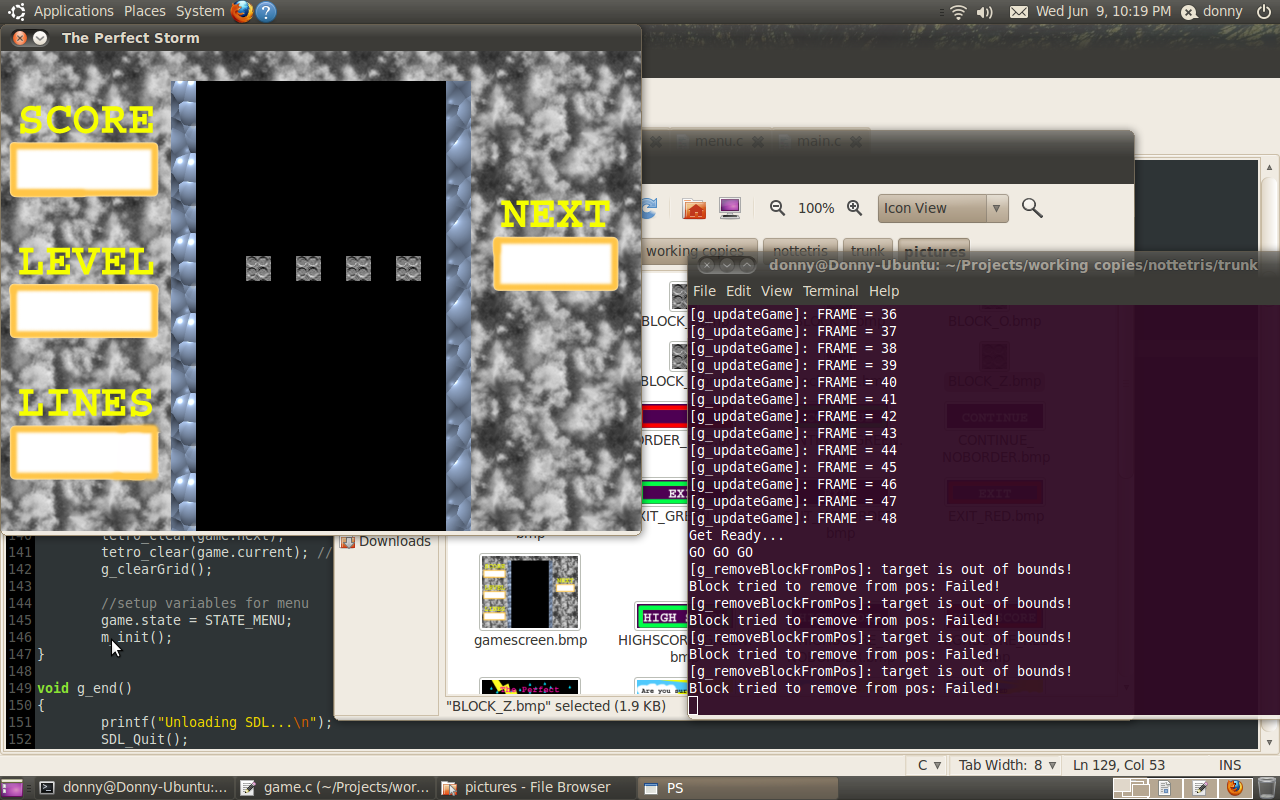 Applications Places System
Wed Jun 9, 10:19 PM donny
The Perfect Storm
SCORE
LEVEL
LINES
NEXT
menu.c main.c
100% Icon View
working copies nottetris trunk pictures
donny@Donny-Ubuntu: ~/Projects/working copies/nottetris/trunk
File Edit View Terminal Help
[g_updateGame]: FRAME = 36
[g_updateGame]: FRAME = 37
[g_updateGame]: FRAME = 38
[g_updateGame]: FRAME = 39
[g_updateGame]: FRAME = 40
[g_updateGame]: FRAME = 41
[g_updateGame]: FRAME = 42
[g_updateGame]: FRAME = 43
[g_updateGame]: FRAME = 44
[g_updateGame]: FRAME = 45
[g_updateGame]: FRAME = 46
[g_updateGame]: FRAME = 47
[g_updateGame]: FRAME = 48
Get Ready...
GO GO GO
[g_removeBlockFromPos]: target is out of bounds!
Block tried to remove from pos: Failed!
[g_removeBlockFromPos]: target is out of bounds!
Block tried to remove from pos: Failed!
[g_removeBlockFromPos]: target is out of bounds!
Block tried to remove from pos: Failed!
[g_removeBlockFromPos]: target is out of bounds!
Block tried to remove from pos: Failed!
BLOCK_O.bmp
BLOCK_Z.bmp
CONTINUE
CONTINUE_
NOBORDER.bmp
EXIT
EXIT_RED.bmp
Downloads
gamescreen.bmp
"BLOCK_Z.bmp" selected (1.9 KB)
140 tetro_clear(game.next);
141 tetro_clear(game.current); //
142 g_clearGrid();
143
144 //setup variables for menu
145 game.state = STATE_MENU;
146 m_init();
147 }
148
149 void g_end()
150 {
151 printf("Unloading SDL...\n");
152 SDL_Quit();
C Tab Width: 8 Ln 129, Col 53 INS
donny@Donny-Ubuntu:... game.c (~/Projects/wor... pictures - File Browser PS